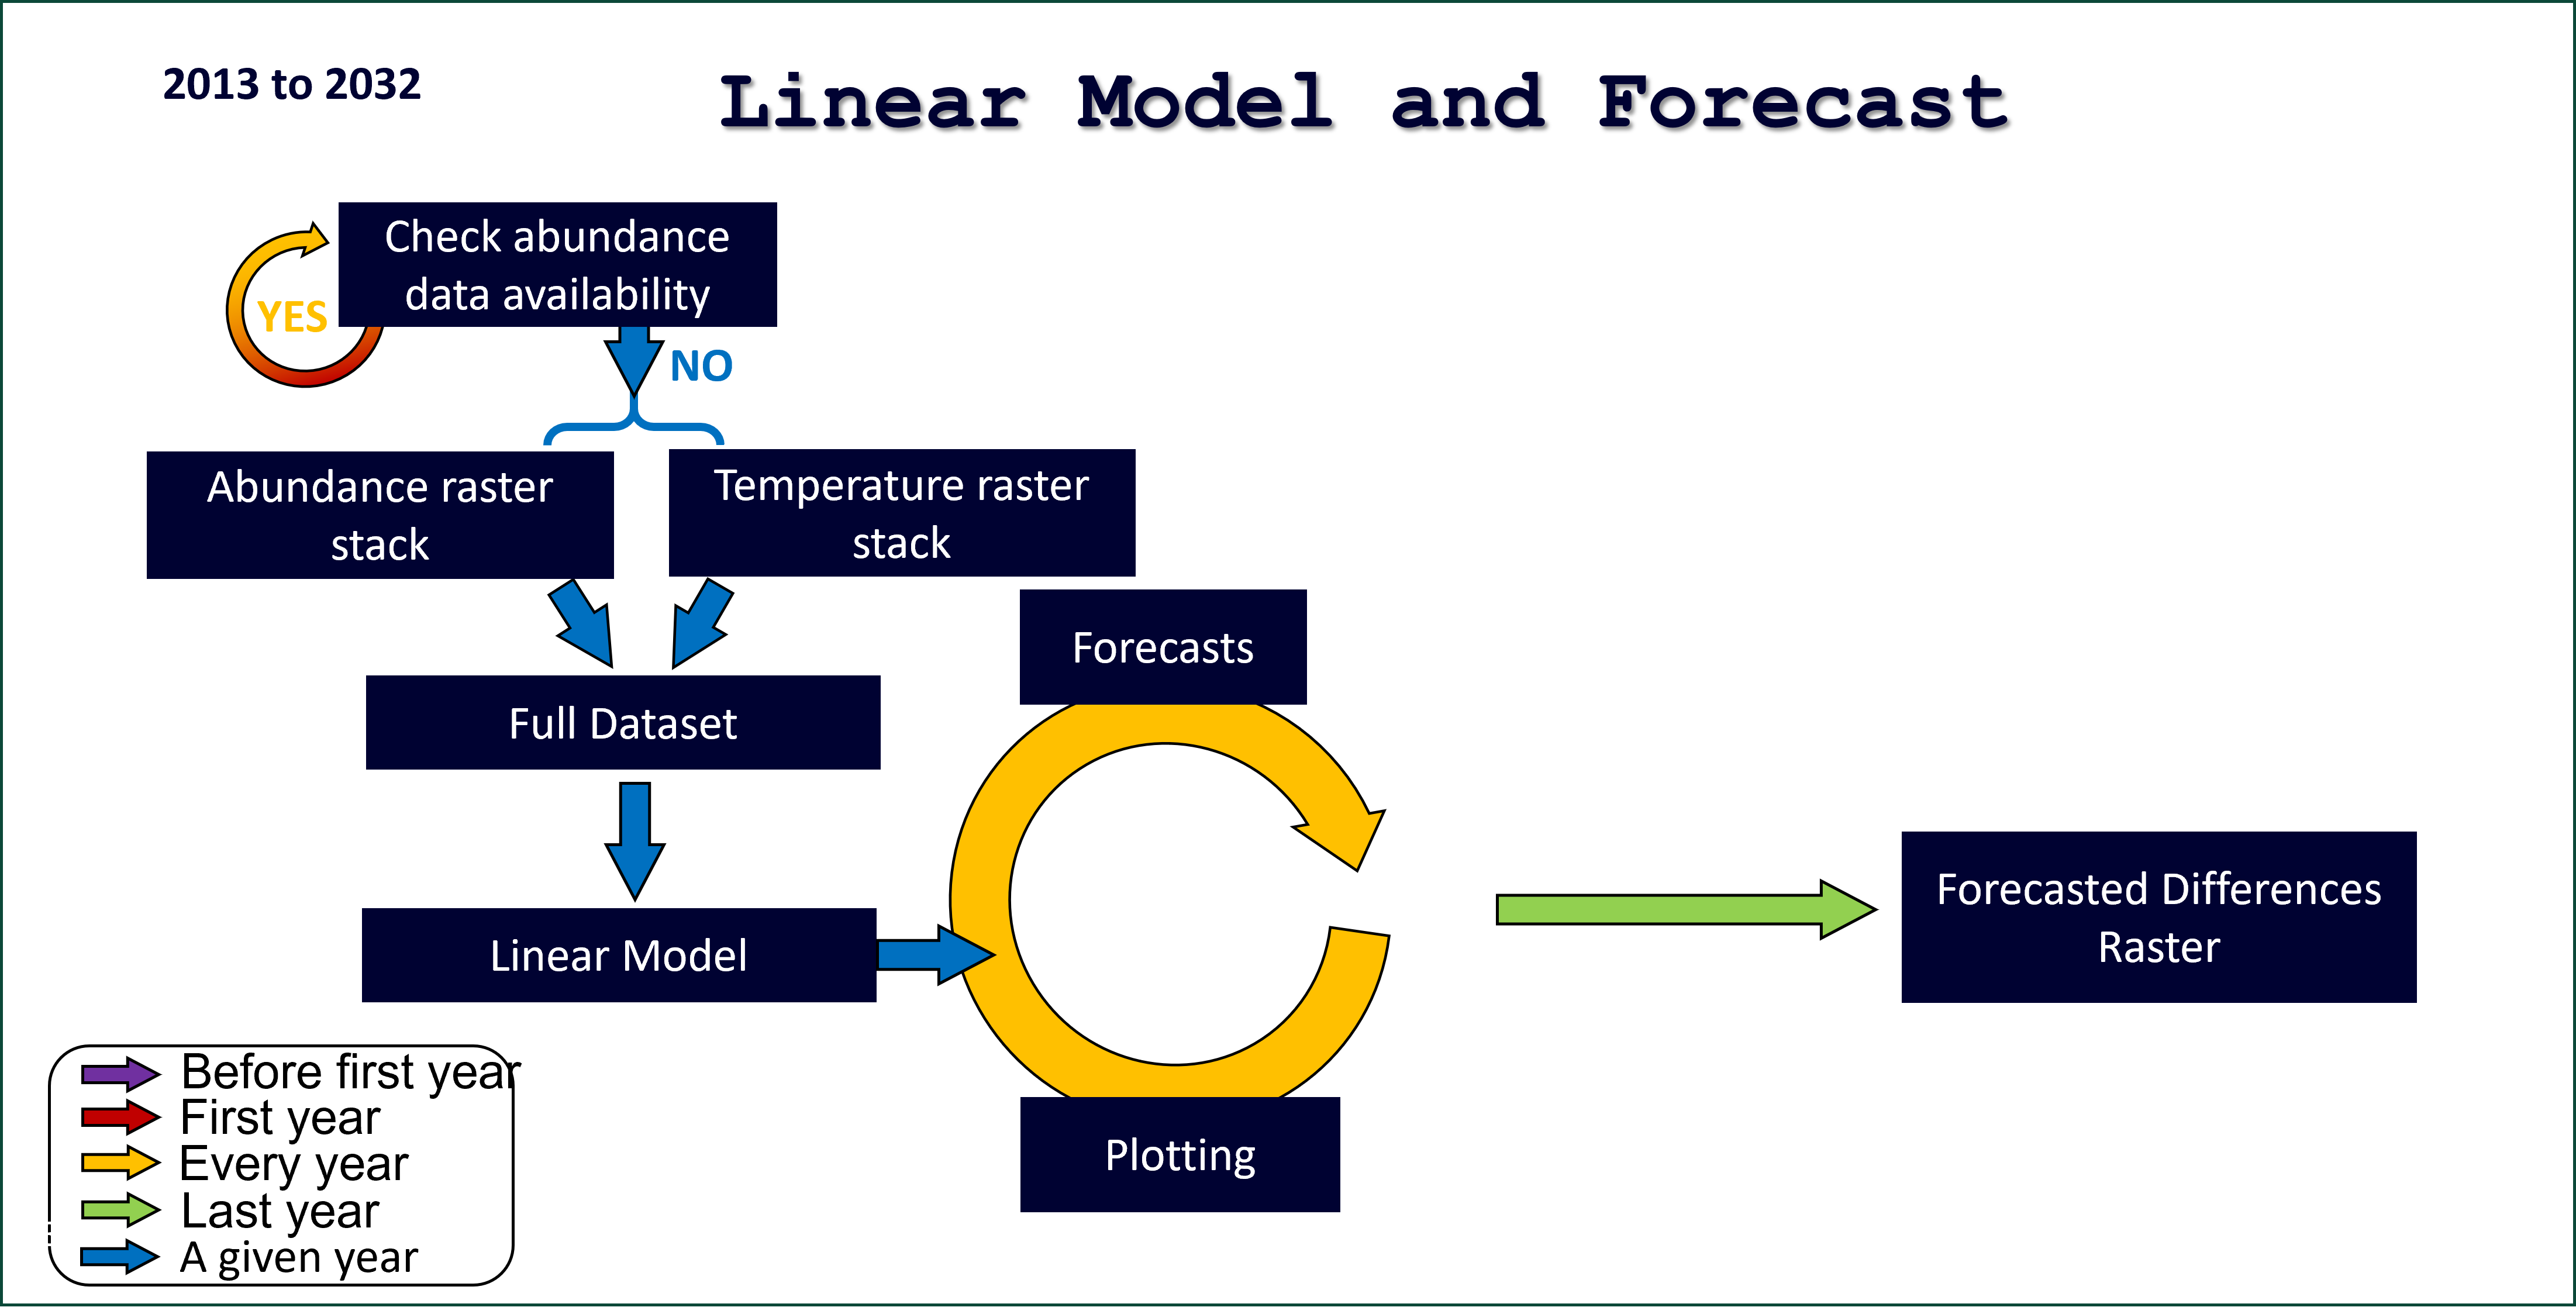 2013 to 2032
Linear Model and Forecast
Check abundance
data availability
YES
NO
Abundance raster
stack
Temperature raster
stack
Forecasts
Full Dataset
Forecasted Differences
Raster
Linear Model
Plotting
Before first year
First year
Every year
Last year
A given year